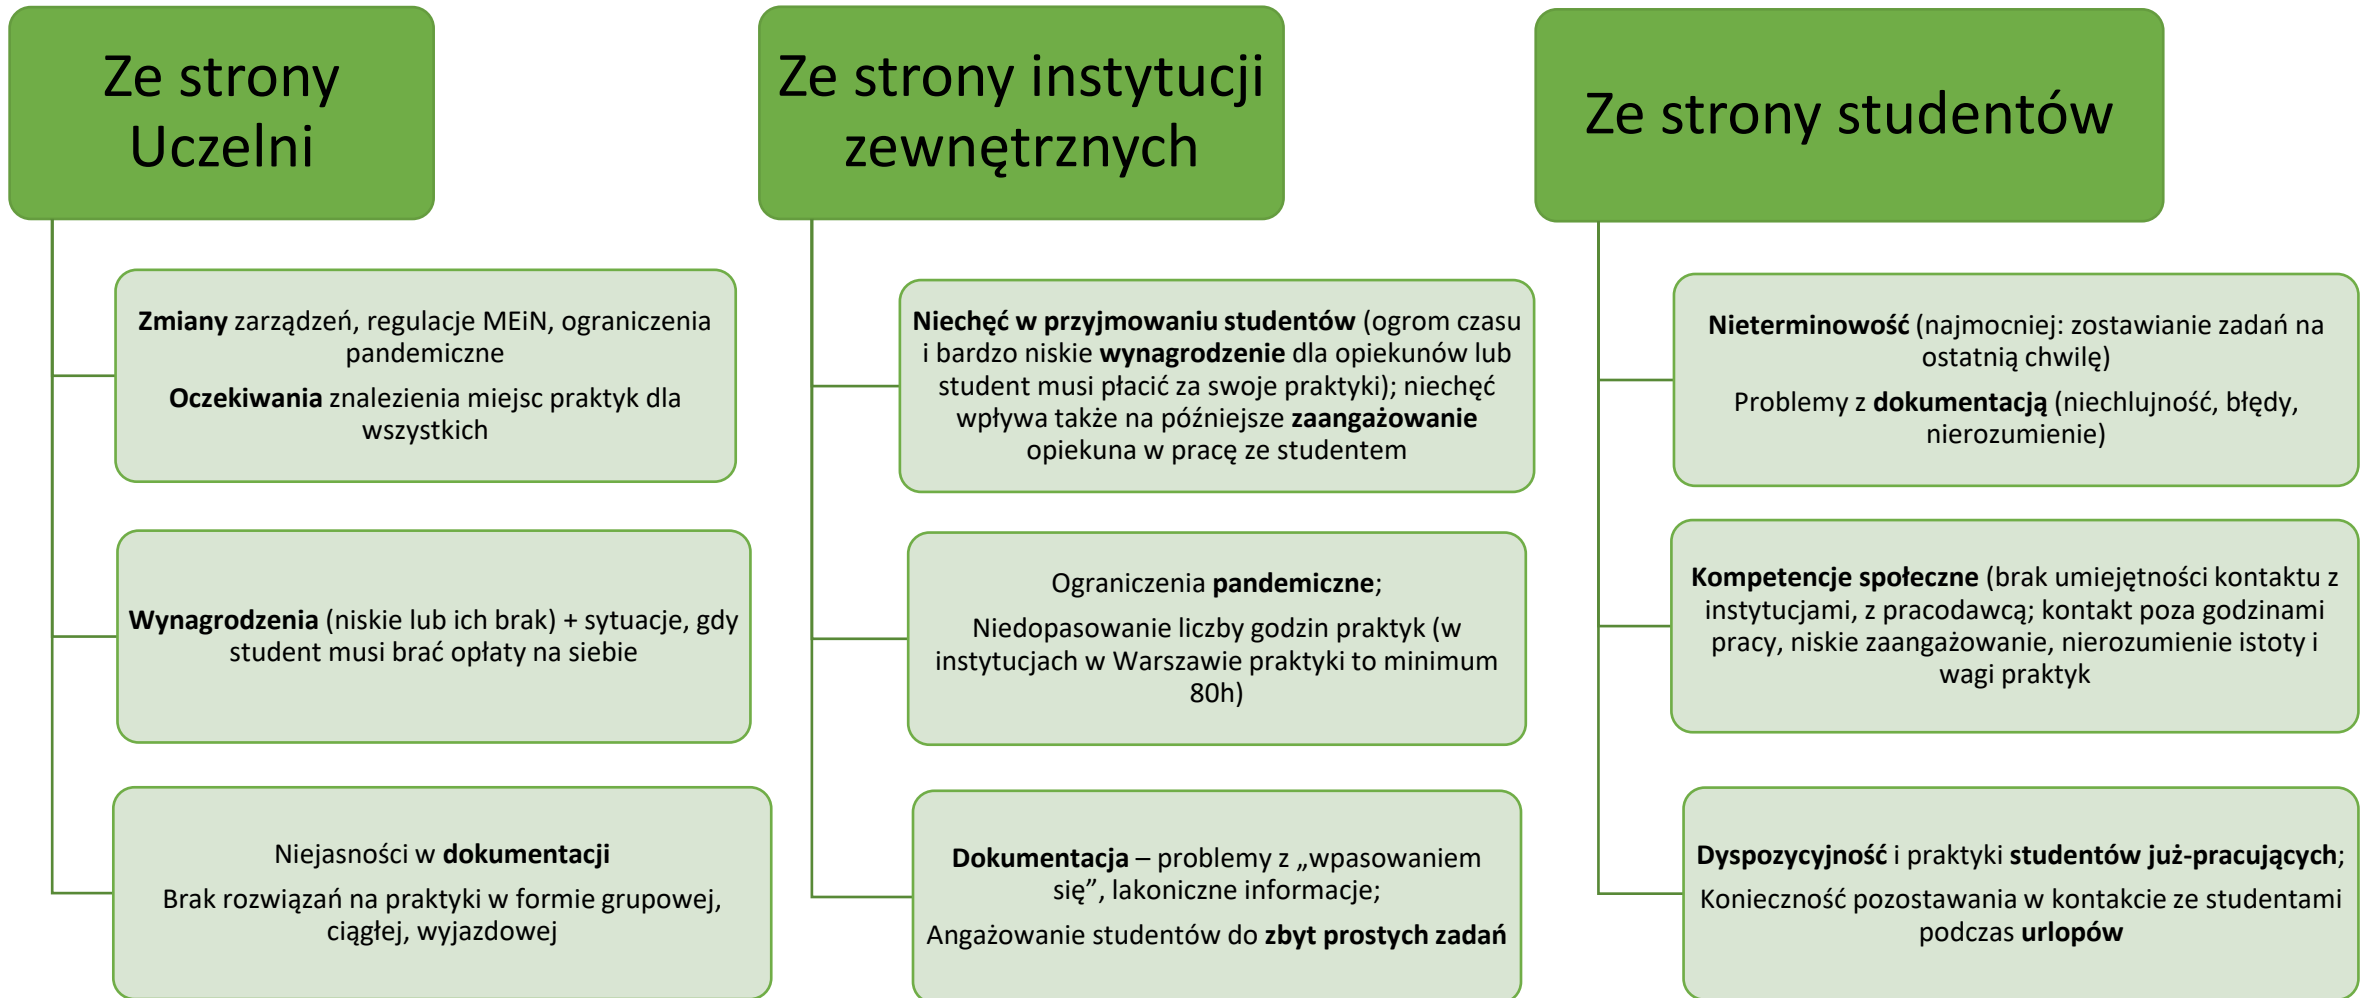 Ze strony
Uczelni
Zmiany zarządzeń, regulacje MEiN, ograniczenia
pandemiczne
Oczekiwania znalezienia miejsc praktyk dla
wszystkich
Wynagrodzenia (niskie lub ich brak) + sytuacje, gdy
student musi brać opłaty na siebie
Niejasności w dokumentacji
Brak rozwiązań na praktyki w formie grupowej,
ciągłej, wyjazdowej
Ze strony instytucji
zewnętrznych
Niechęć w przyjmowaniu studentów (ogrom czasu
i bardzo niskie wynagrodzenie dla opiekunów lub
student musi płacić za swoje praktyki); niechęć
wpływa także na późniejsze zaangażowanie
opiekuna w pracę ze studentem
Ograniczenia pandemiczne;
Niedopasowanie liczby godzin praktyk (w
instytucjach w Warszawie praktyki to minimum
80h)
Dokumentacja – problemy z „wpasowaniem
się”, lakoniczne informacje;
Angażowanie studentów do zbyt prostych zadań
Ze strony studentów
Nieterminowość (najmocniej: zostawianie zadań na
ostatnią chwilę)
Problemy z dokumentacją (niechlujność, błędy,
nierozumienie)
Kompetencje społeczne (brak umiejętności kontaktu z
instytucjami, z pracodawcą; kontakt poza godzinami
pracy, niskie zaangażowanie, nierozumienie istoty i
wagi praktyk
Dyspozycyjność i praktyki studentów już-pracujących;
Konieczność pozostawania w kontakcie ze studentami
podczas urlopów